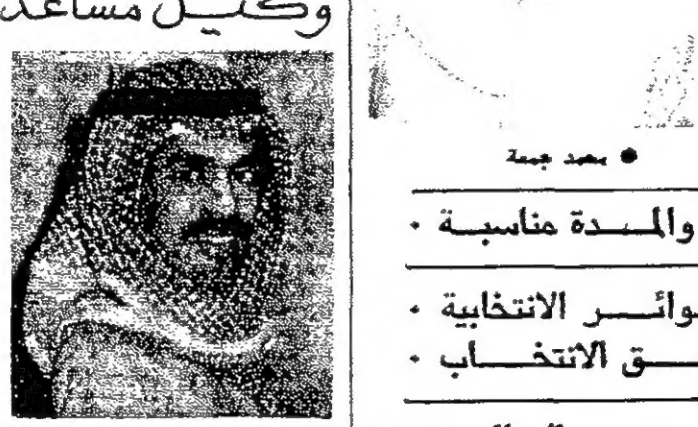 وكيل مساعد
● محمد جمعة
والمدة مناسبة .
الانتخابية .
الانتخاب .